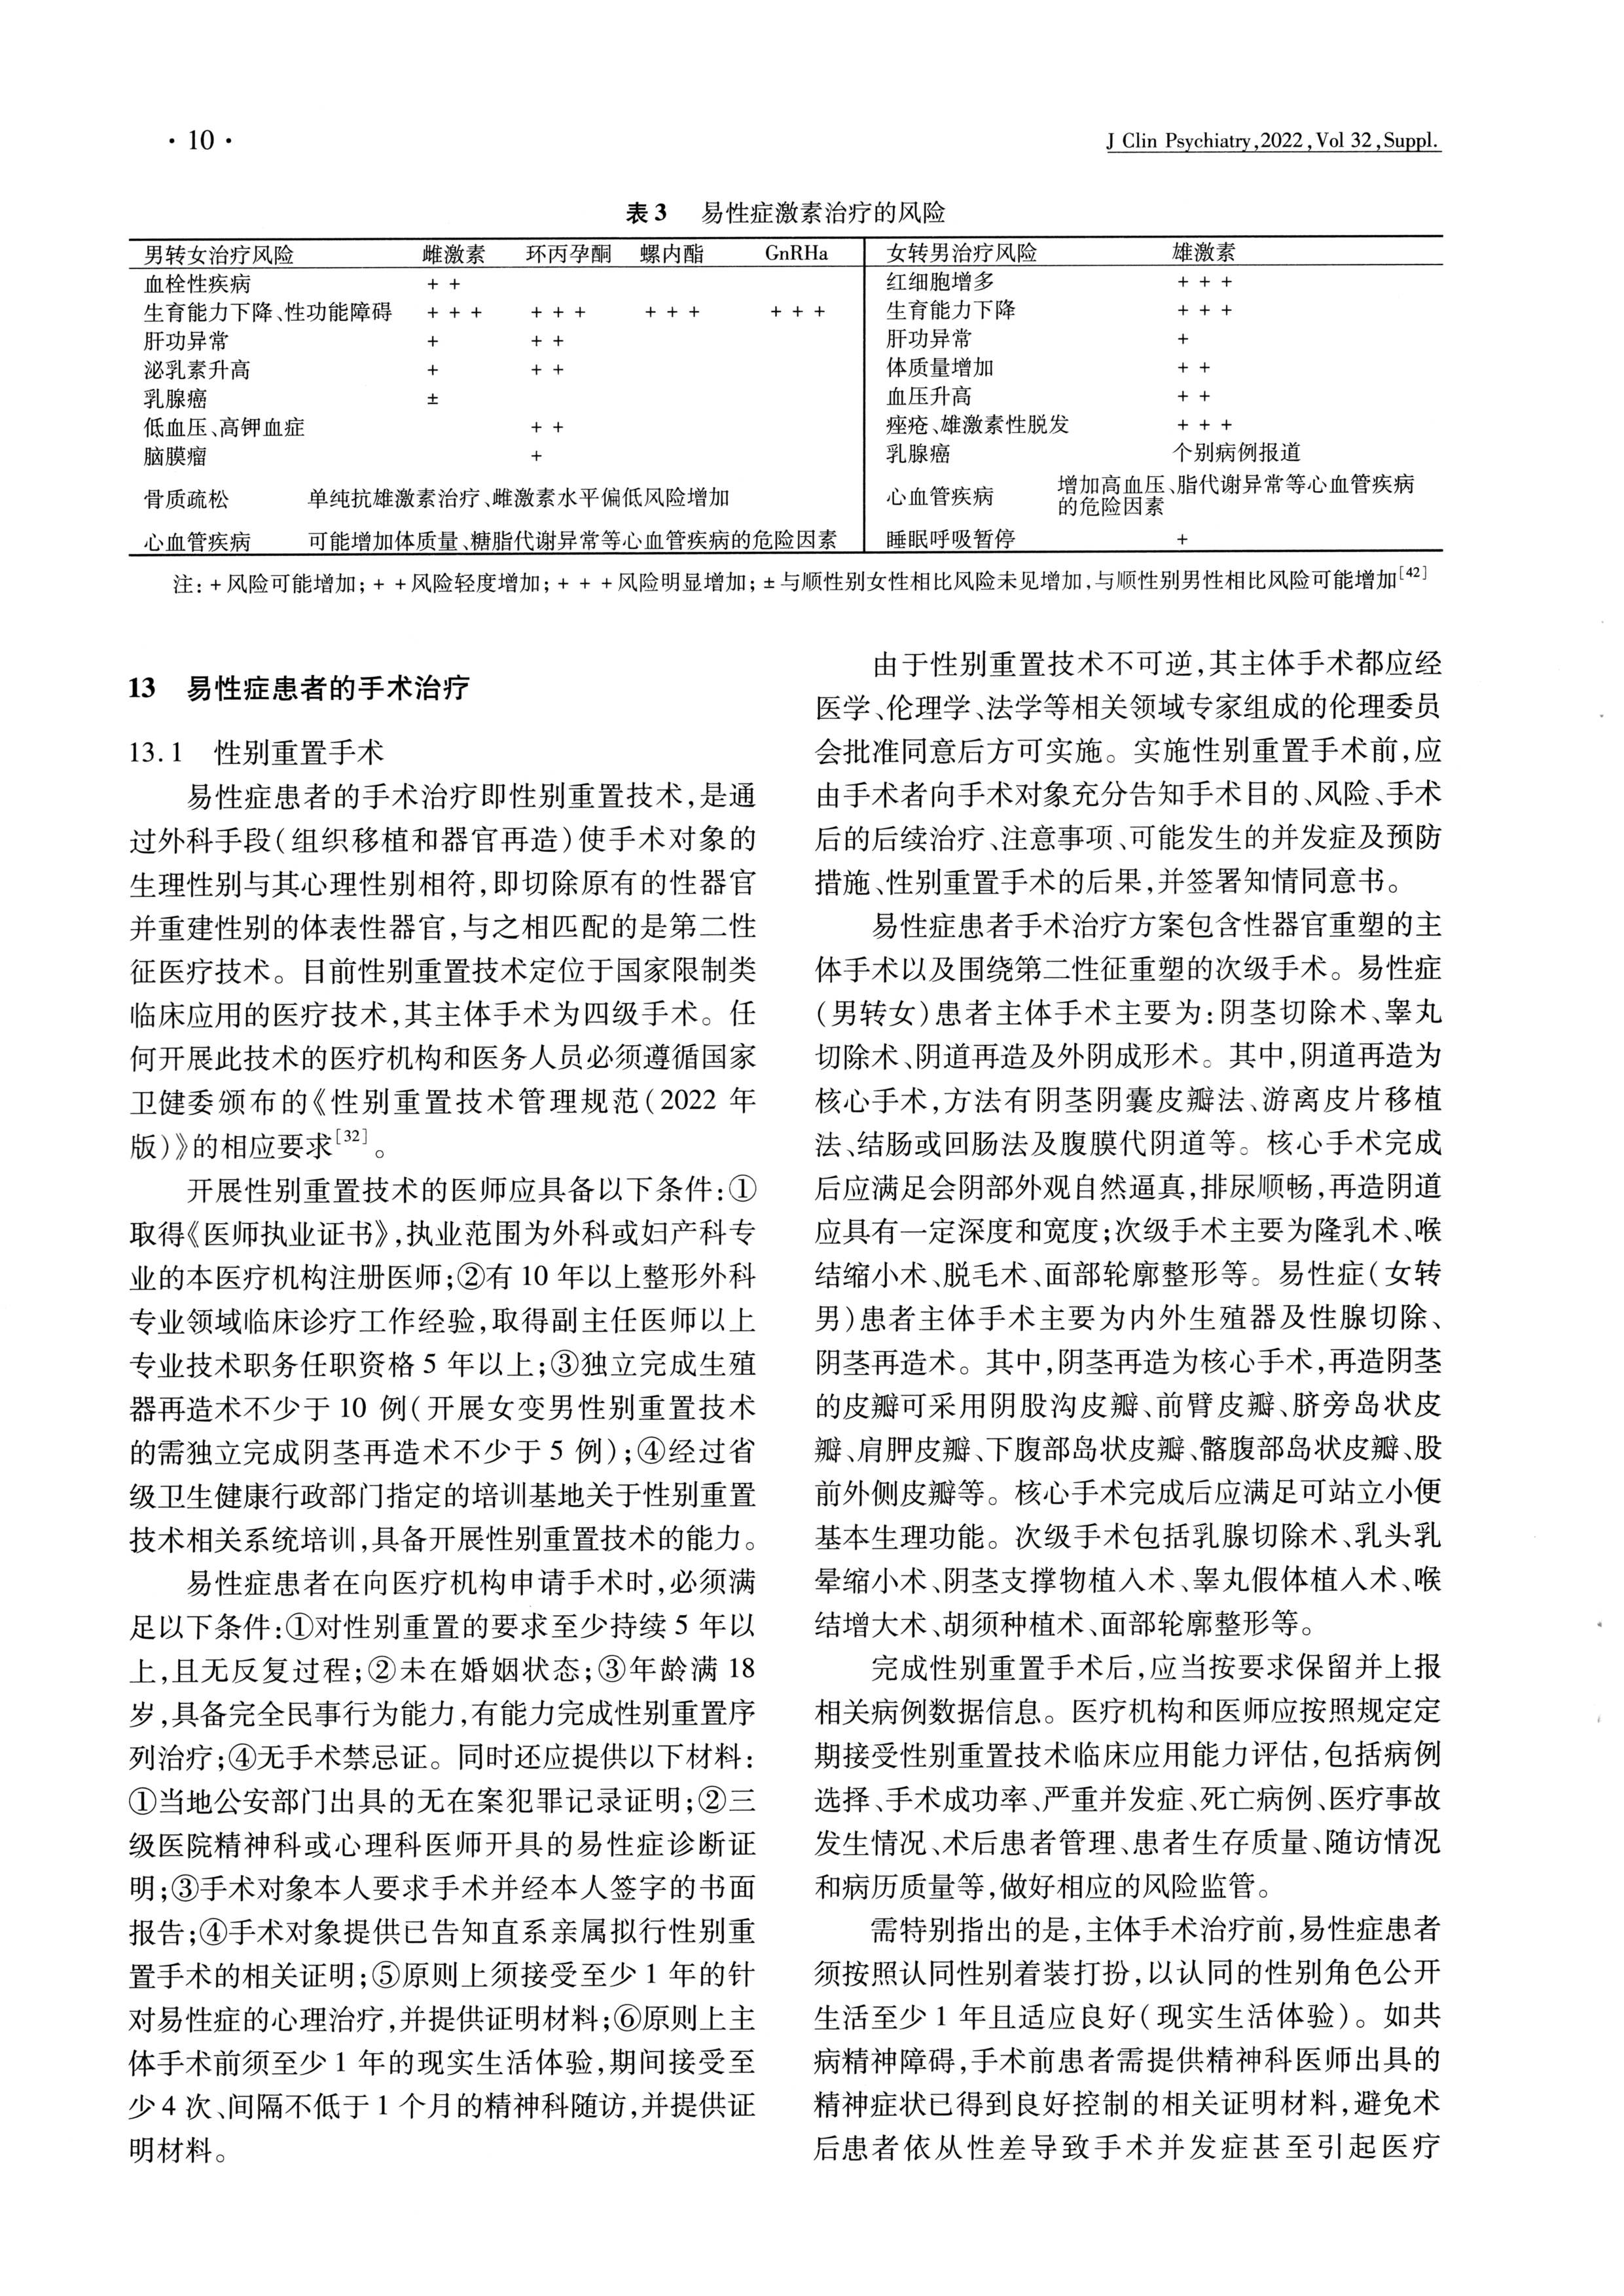 · 10 ·
J Clin Psychiatry,2022,Vol 32,Suppl.
表3 易性症激素治疗的风险
男转女治疗风险 雌激素 环丙孕酮 螺内酯 GnRHa 女转男治疗风险 雄激素
血栓性疾病 + + 红细胞增多 + + +
生育能力下降、性功能障碍 + + + + + + + + + + + + 生育能力下降 + + +
肝功异常 + + + 肝功异常 +
泌乳素升高 + + + 体质量增加 + +
乳腺癌 ± 血压升高 + +
低血压、高钾血症 + + 痤疮、雄激素性脱发 + + +
脑膜瘤 + 乳腺癌 个别病例报道
骨质疏松 单纯抗雄激素治疗、雌激素水平偏低风险增加 心血管疾病 增加高血压、脂代谢异常等心血管疾病
的危险因素
心血管疾病 可能增加体质量、糖脂代谢异常等心血管疾病的危险因素 睡眠呼吸暂停 +
注: +风险可能增加; + +风险轻度增加; + + +风险明显增加; ±与顺性别女性相比风险未见增加,与顺性别男性相比风险可能增加[42]
13 易性症患者的手术治疗
13.1 性别重置手术
易性症患者的手术治疗即性别重置技术,是通
过外科手段(组织移植和器官再造)使手术对象的
生理性别与其心理性别相符,即切除原有的性器官
并重建性别的体表性器官,与之相匹配的是第二性
征医疗技术。目前性别重置技术定位于国家限制类
临床应用的医疗技术,其主体手术为四级手术。任
何开展此技术的医疗机构和医务人员必须遵循国家
卫健委颁布的《性别重置技术管理规范(2022 年
版)》的相应要求[32]。
开展性别重置技术的医师应具备以下条件:①
取得《医师执业证书》,执业范围为外科或妇产科专
业的本医疗机构注册医师;②有 10 年以上整形外科
专业领域临床诊疗工作经验,取得副主任医师以上
专业技术职务任职资格 5 年以上;③独立完成生殖
器再造术不少于 10 例(开展女变男性别重置技术
的需独立完成阴茎再造术不少于 5 例);④经过省
级卫生健康行政部门指定的培训基地关于性别重置
技术相关系统培训,具备开展性别重置技术的能力。
易性症患者在向医疗机构申请手术时,必须满
足以下条件:①对性别重置的要求至少持续 5 年以
上,且无反复过程;②未在婚姻状态;③年龄满 18
岁,具备完全民事行为能力,有能力完成性别重置序
列治疗;④无手术禁忌证。同时还应提供以下材料:
①当地公安部门出具的无在案犯罪记录证明;②三
级医院精神科或心理科医师开具的易性症诊断证
明;③手术对象本人要求手术并经本人签字的书面
报告;④手术对象提供已告知直系亲属拟行性别重
置手术的相关证明;⑤原则上须接受至少 1 年的针
对易性症的心理治疗,并提供证明材料;⑥原则上主
体手术前须至少 1 年的现实生活体验,期间接受至
少 4 次、间隔不低于 1 个月的精神科随访,并提供证
明材料。
由于性别重置技术不可逆,其主体手术都应经
医学、伦理学、法学等相关领域专家组成的伦理委员
会批准同意后方可实施。实施性别重置手术前,应
由手术者向手术对象充分告知手术目的、风险、手术
后的后续治疗、注意事项、可能发生的并发症及预防
措施、性别重置手术的后果,并签署知情同意书。
易性症患者手术治疗方案包含性器官重塑的主
体手术以及围绕第二性征重塑的次级手术。易性症
(男转女)患者主体手术主要为:阴茎切除术、睾丸
切除术、阴道再造及外阴成形术。其中,阴道再造为
核心手术,方法有阴茎阴囊皮瓣法、游离皮片移植
法、结肠或回肠法及腹膜代阴道等。核心手术完成
后应满足会阴部外观自然逼真,排尿顺畅,再造阴道
应具有一定深度和宽度;次级手术主要为隆乳术、喉
结缩小术、脱毛术、面部轮廓整形等。易性症(女转
男)患者主体手术主要为内外生殖器及性腺切除、
阴茎再造术。其中,阴茎再造为核心手术,再造阴茎
的皮瓣可采用阴股沟皮瓣、前臂皮瓣、脐旁岛状皮
瓣、肩胛皮瓣、下腹部岛状皮瓣、髂腹部岛状皮瓣、股
前外侧皮瓣等。核心手术完成后应满足可站立小便
基本生理功能。次级手术包括乳腺切除术、乳头乳
晕缩小术、阴茎支撑物植入术、睾丸假体植入术、喉
结增大术、胡须种植术、面部轮廓整形等。
完成性别重置手术后,应当按要求保留并上报
相关病例数据信息。医疗机构和医师应按照规定定
期接受性别重置技术临床应用能力评估,包括病例
选择、手术成功率、严重并发症、死亡病例、医疗事故
发生情况、术后患者管理、患者生存质量、随访情况
和病历质量等,做好相应的风险监管。
需特别指出的是,主体手术治疗前,易性症患者
须按照认同性别着装打扮,以认同的性别角色公开
生活至少 1 年且适应良好(现实生活体验)。如共
病精神障碍,手术前患者需提供精神科医师出具的
精神症状已得到良好控制的相关证明材料,避免术
后患者依从性差导致手术并发症甚至引起医疗